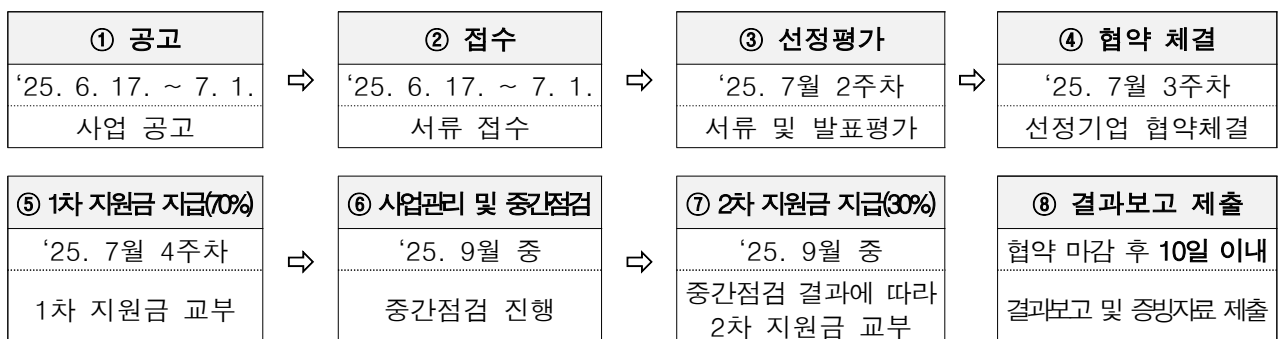 ① 공고
‘25. 6. 17. ~ 7. 1.
사업 공고
⇨
② 접수
‘25. 6. 17. ~ 7. 1.
서류 접수
⇨
③ 선정평가
‘25. 7월 2주차
서류 및 발표평가
⇨
④ 협약 체결
‘25. 7월 3주차
선정기업 협약체결
⑤ 1차 지원금 지급(70%)
‘25. 7월 4주차
1차 지원금 교부
⇨
⑥ 사업관리 및 중간점검
‘25. 9월 중
중간점검 진행
⇨
⑦ 2차 지원금 지급(30%)
‘25. 9월 중
중간점검 결과에 따라
2차 지원금 교부
⑧ 결과보고 제출
협약 마감 후 10일 이내
결과보고 및 증빙자료 제출